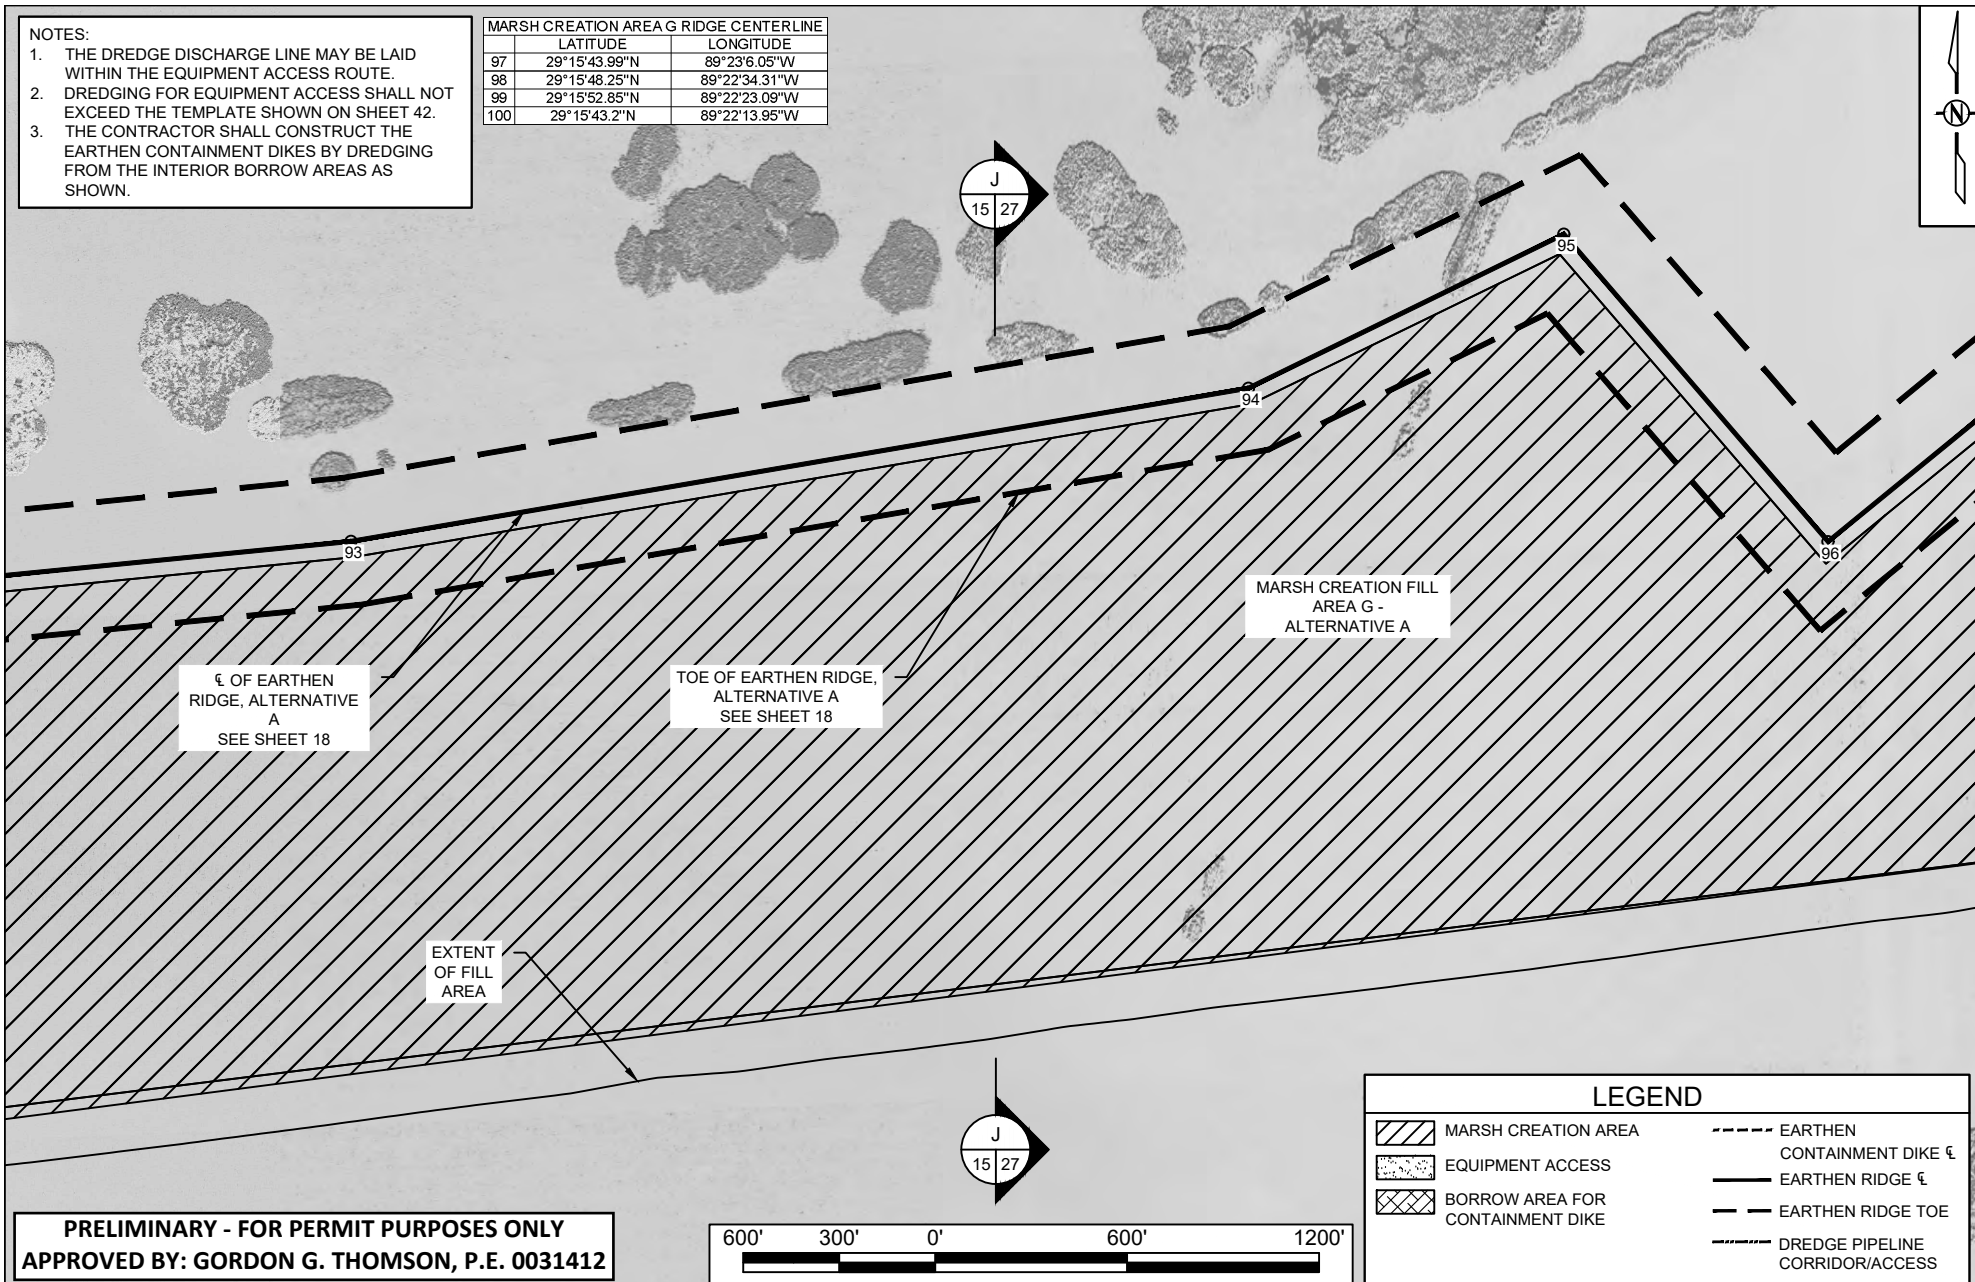 NOTES:
1. THE DREDGE DISCHARGE LINE MAY BE LAID
WITHIN THE EQUIPMENT ACCESS ROUTE.
2. DREDGING FOR EQUIPMENT ACCESS SHALL NOT
EXCEED THE TEMPLATE SHOWN ON SHEET 42.
3. THE CONTRACTOR SHALL CONSTRUCT THE
EARTHEN CONTAINMENT DIKES BY DREDGING
FROM THE INTERIOR BORROW AREAS AS
SHOWN.
MARSH CREATION AREA G RIDGE CENTERLINE
LATITUDE LONGITUDE
97 29°15'43.99"N 89°23'6.05"W
98 29°15'48.25"N 89°22'34.31"W
99 29°15'52.85"N 89°22'23.09"W
100 29°15'43.2"N 89°22'13.95"W
N
J
15 27
95
94
93
96
MARSH CREATION FILL
AREA G -
ALTERNATIVE A
℄ OF EARTHEN
RIDGE, ALTERNATIVE
A
SEE SHEET 18
TOE OF EARTHEN RIDGE,
ALTERNATIVE A
SEE SHEET 18
EXTENT
OF FILL
AREA
J
15 27
LEGEND
MARSH CREATION AREA
EQUIPMENT ACCESS
BORROW AREA FOR
CONTAINMENT DIKE
EARTHEN
CONTAINMENT DIKE ℄
EARTHEN RIDGE ℄
EARTHEN RIDGE TOE
DREDGE PIPELINE
CORRIDOR/ACCESS
PRELIMINARY - FOR PERMIT PURPOSES ONLY
APPROVED BY: GORDON G. THOMSON, P.E. 0031412
600' 300' 0' 600' 1200'